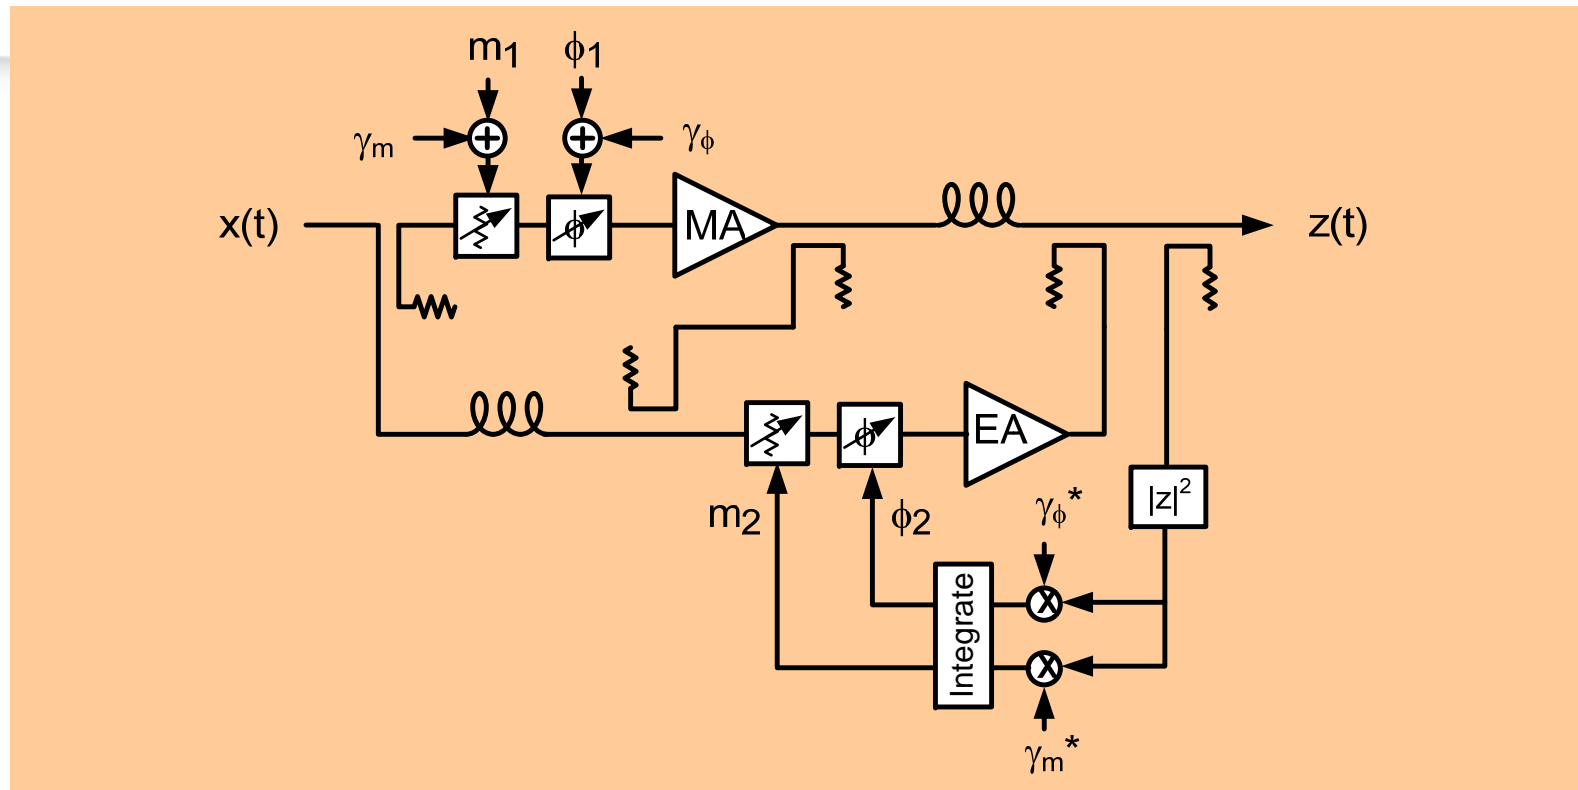 m1 ϕ1
γm + + γϕ
x(t) ϕ MA z(t)
ϕ EA
m2 ϕ2 γϕ* |z|2
Integrate X
X
γm*